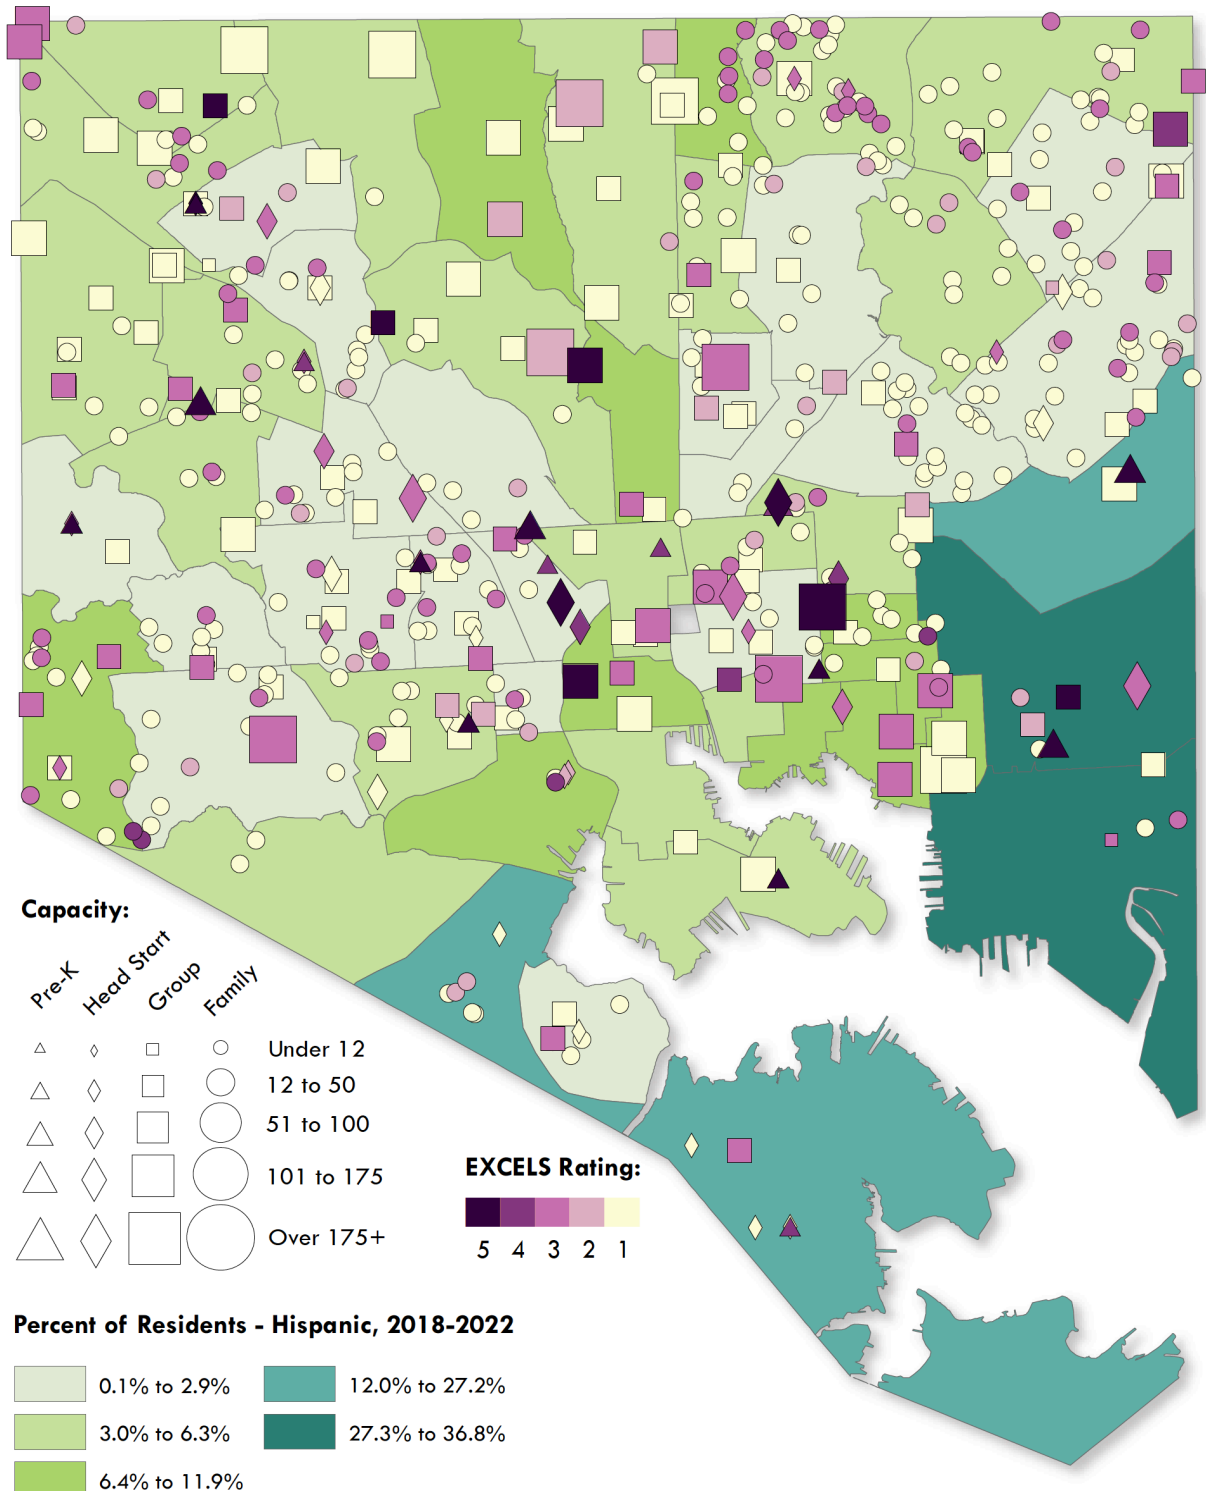 Capacity:
Pre-K
Head Start
Group
Family
Under 12
12 to 50
51 to 100
101 to 175
Over 175+
EXCELS Rating:
5 4 3 2 1
Percent of Residents - Hispanic, 2018-2022
0.1% to 2.9%
12.0% to 27.2%
3.0% to 6.3%
27.3% to 36.8%
6.4% to 11.9%